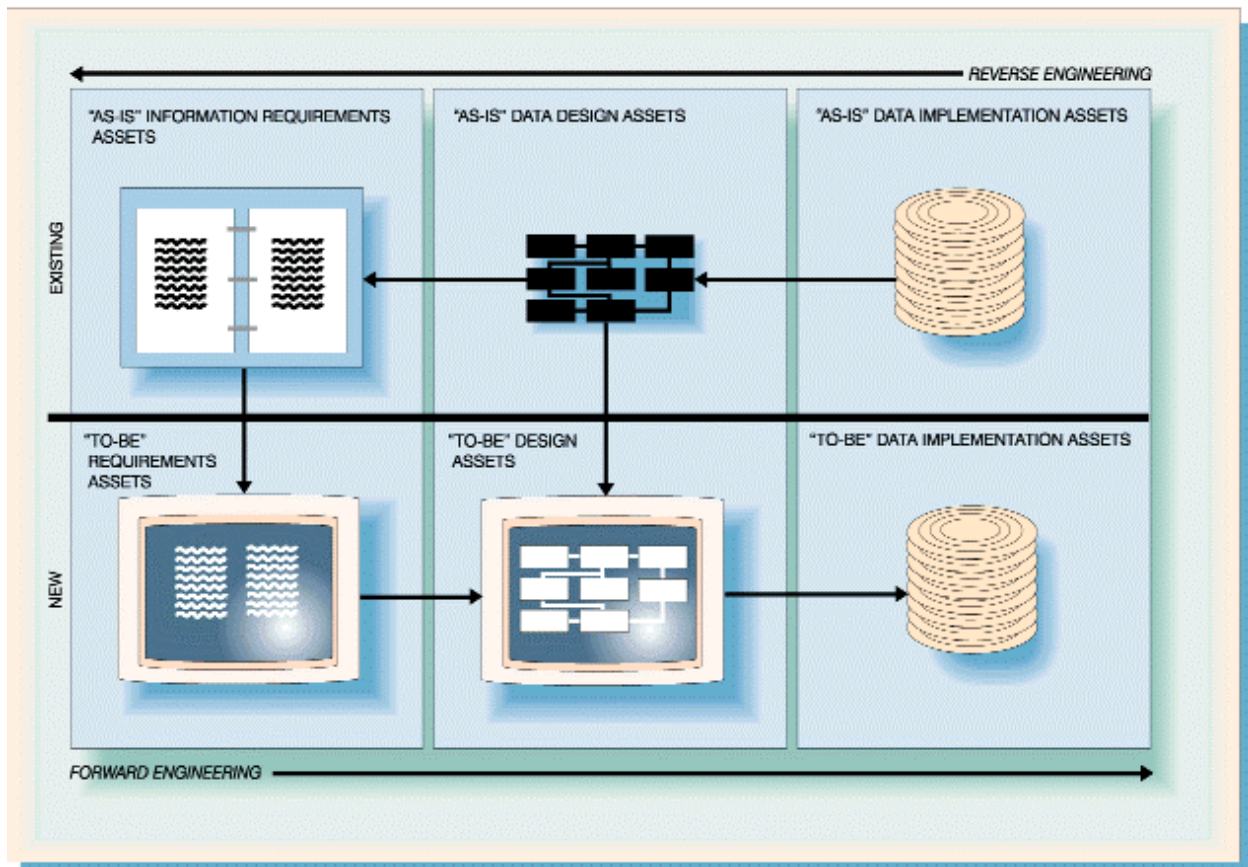 REVERSE ENGINEERING
"AS-IS" INFORMATION REQUIREMENTS
ASSETS
"AS-IS" DATA DESIGN ASSETS
"AS-IS" DATA IMPLEMENTATION ASSETS
EXISTING
"TO-BE"
REQUIREMENTS
ASSETS
"TO-BE" DESIGN
ASSETS
"TO-BE" DATA IMPLEMENTATION ASSETS
NEW
FORWARD ENGINEERING